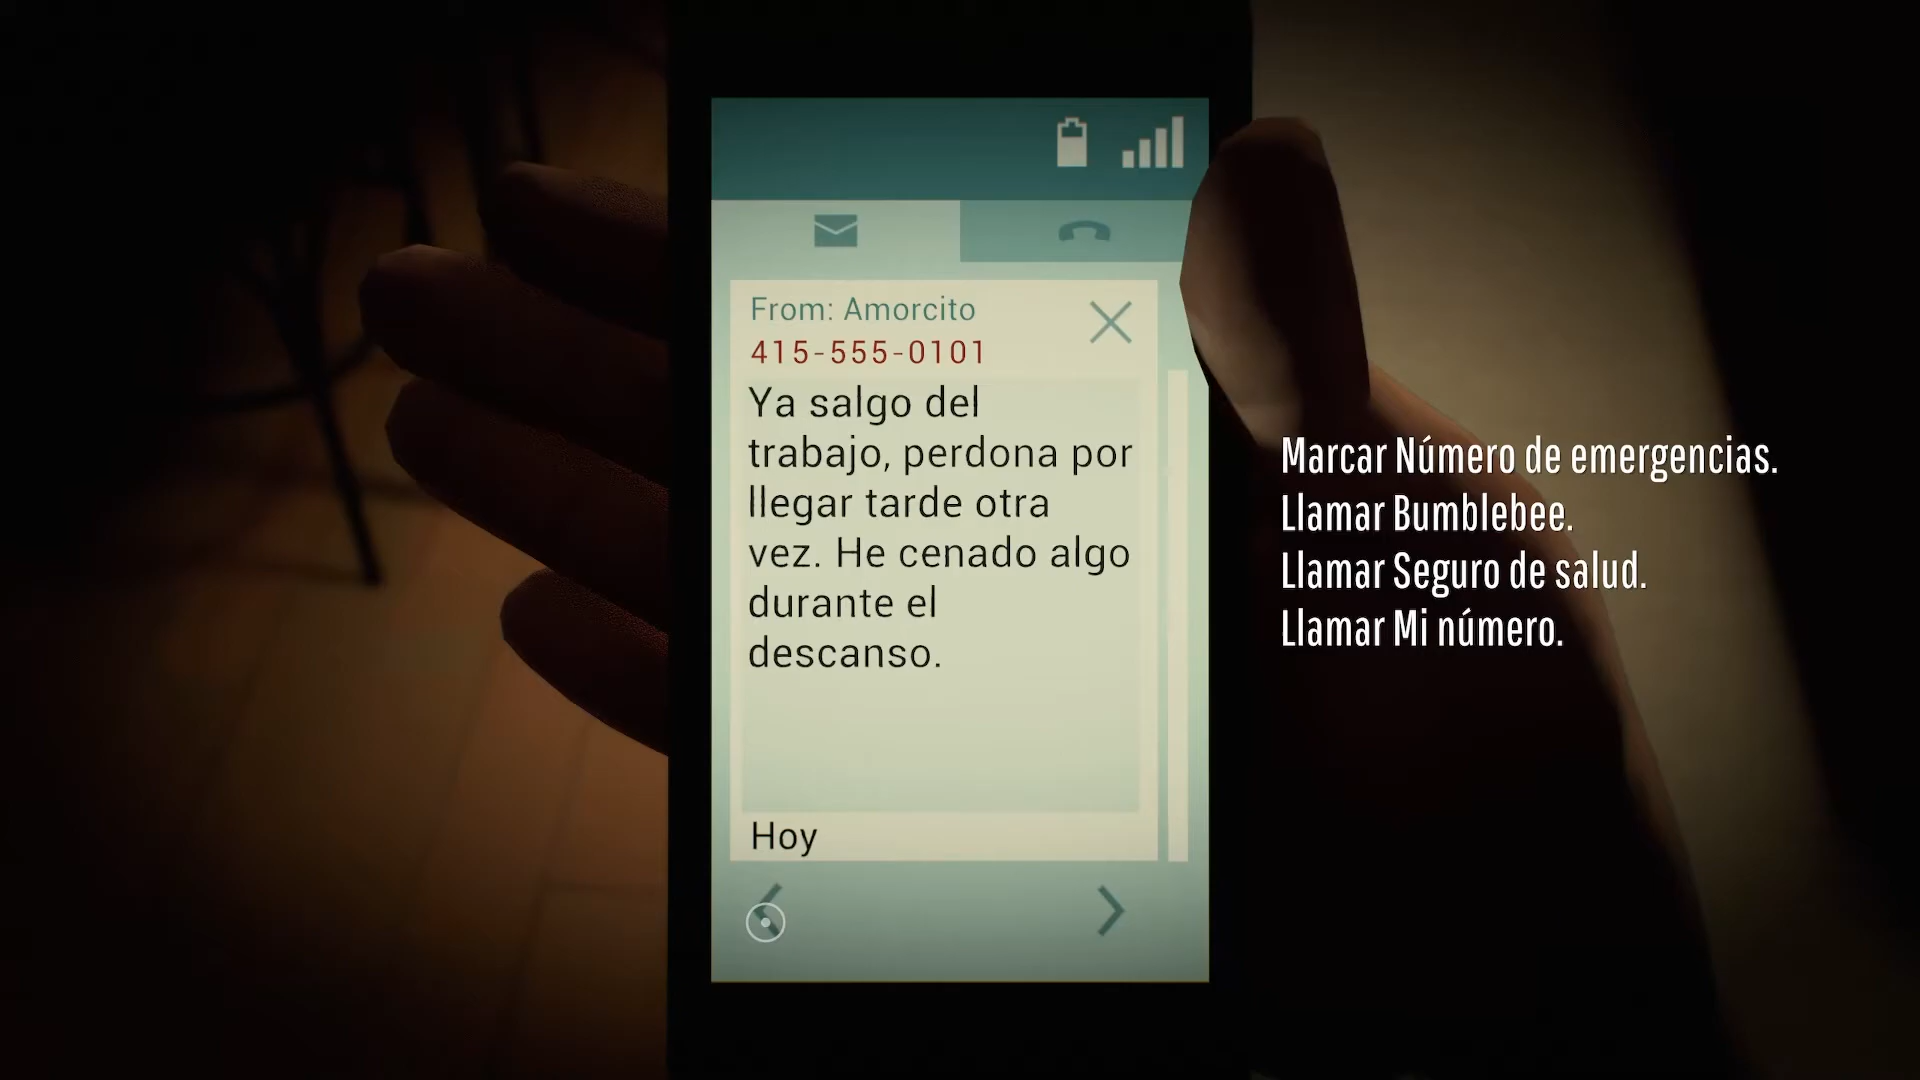 From: Amorcito
415-555-0101
Ya salgo del
trabajo, perdona por
llegar tarde otra
vez. He cenado algo
durante el
descanso.
Hoy
Marcar Número de emergencias.
Llamar Bumblebee.
Llamar Seguro de salud.
Llamar Mi número.